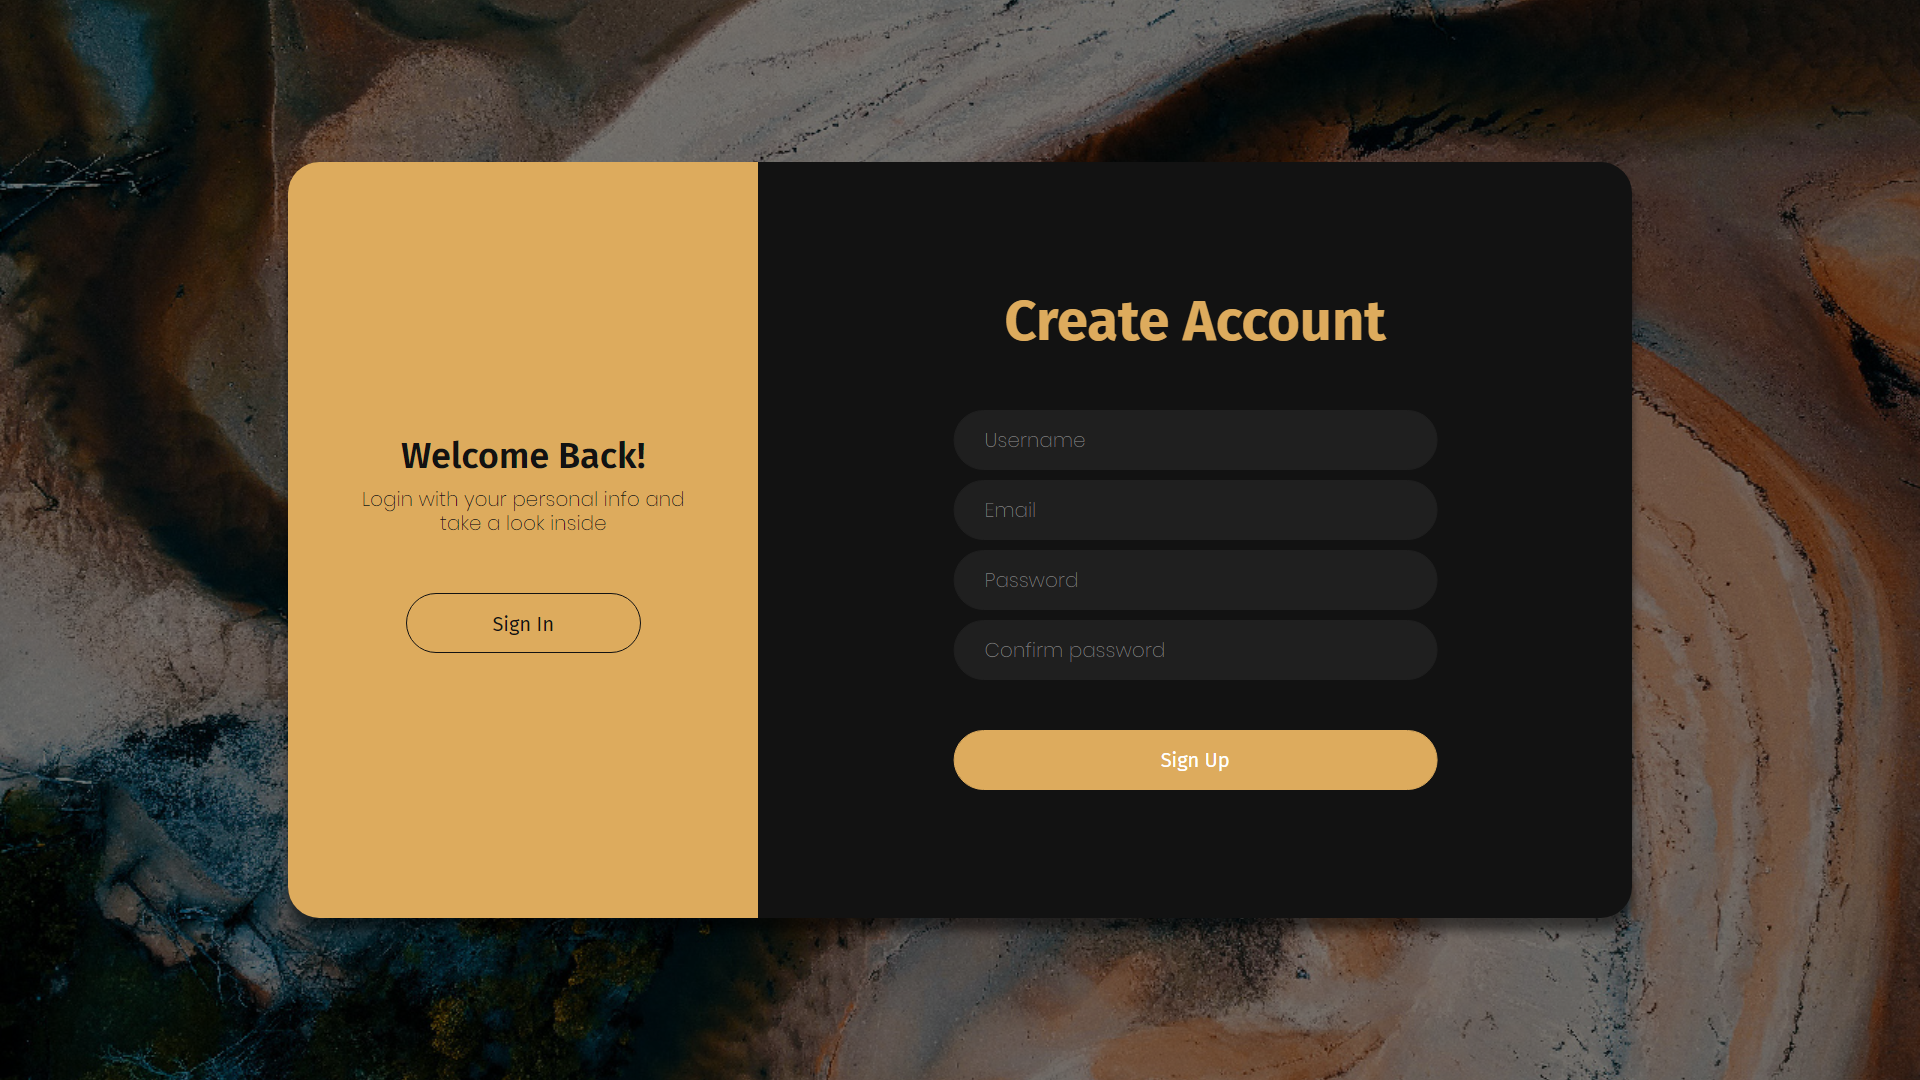 Welcome Back!
Login with your personal info and
take a look inside
Sign In
Create Account
Username
Email
Password
Confirm password
Sign Up